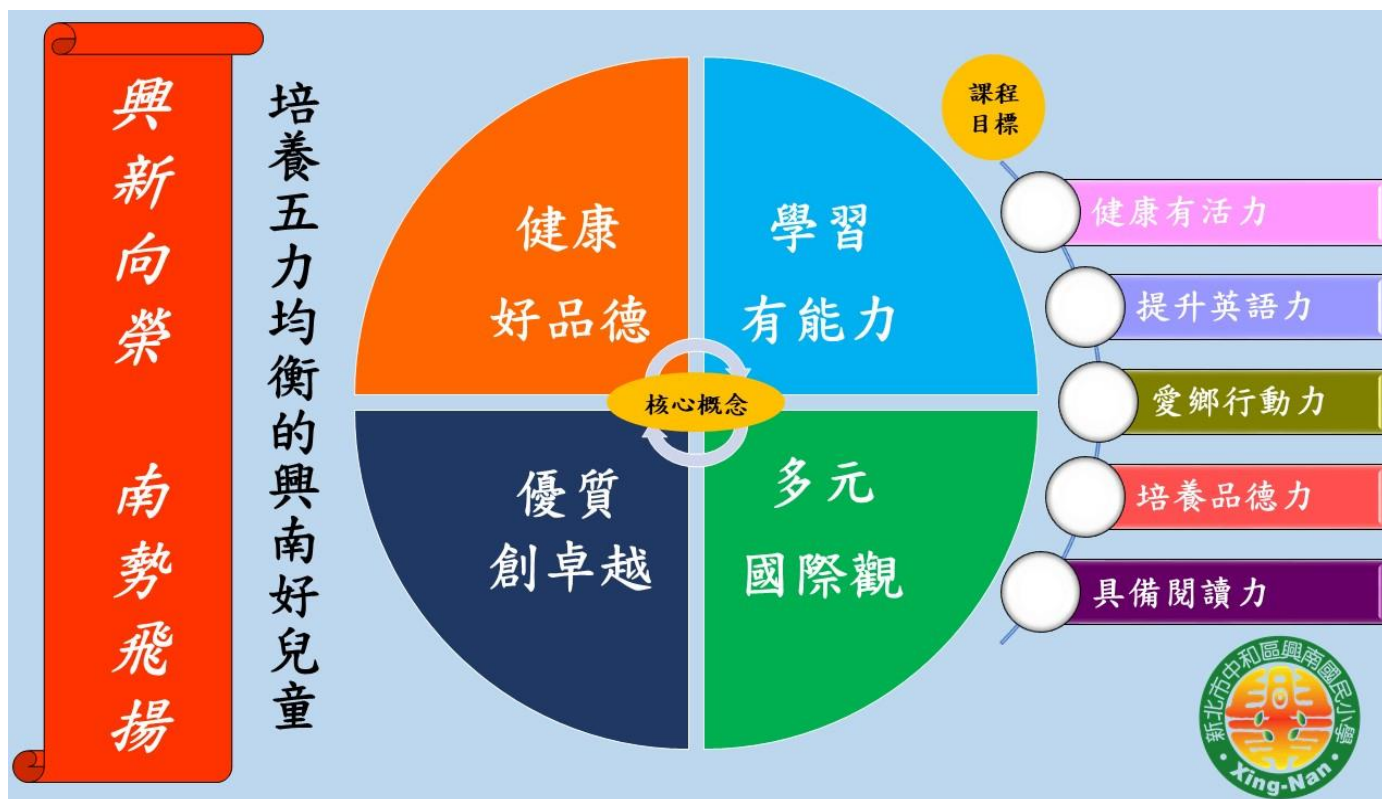 興新向榮 南勢飛揚
培養五力均衡的興南好兒童
健康
好品德
學習
有能力
核心概念
優質
創卓越
多元
國際觀
課程
目標
健康有活力
提升英語力
愛鄉行動力
培養品德力
具備閱讀力
新北市中和區興南國民小學
Xing-Nan